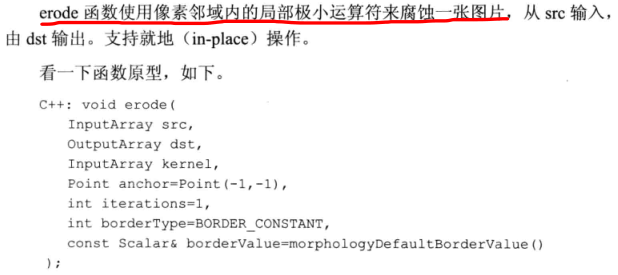 erode 函数使用像素邻域内的局部极小运算符来腐蚀一张图片，从 src 输入，
由 dst 输出。支持就地（in-place）操作。
看一下函数原型，如下。
C++: void erode(
InputArray src,
OutputArray dst,
InputArray kernel,
Point anchor=Point(-1,-1),
int iterations=1,
int borderType=BORDER_CONSTANT,
const Scalar& borderValue=morphologyDefaultBorderValue()
);